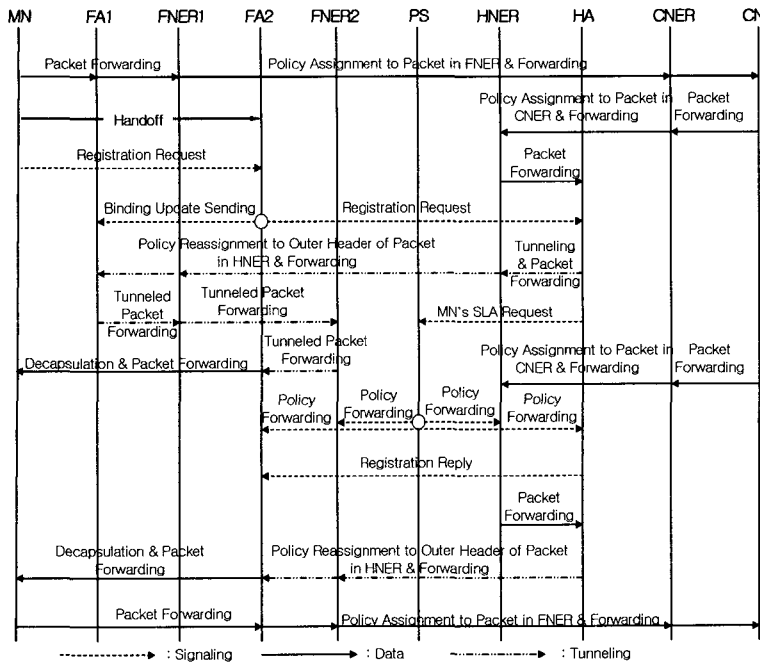 MN FA1 FNER1 FA2 FNER2 PS HNER HA CNER CN
Packet Forwarding
Policy Assignment to Packet in FNER & Forwarding
Policy Assignment to Packet in
CNER & Forwarding
Packet
Forwarding
Handoff
Registration Request
Packet
Forwarding
Binding Update Sending
Registration Request
Policy Reassignment to Outer Header of Packet
in HNER & Forwarding
Tunneling
& Packet
Forwarding
Tunneled
Packet
Forwarding
Tunneled Packet
Forwarding
MN's SLA Request
Tunneled Packet
Forwarding
Decapsulation & Packet Forwarding
Policy Assignment to Packet in
CNER & Forwarding
Packet
Forwarding
Policy
Forwarding
Policy
Forwarding
Policy
Forwarding
Policy
Forwarding
Registration Reply
Packet
Forwarding
Decapsulation & Packet
Forwarding
Policy Reassignment to Outer Header of Packet
in HNER & Forwarding
Packet Forwarding
Policy Assignment to Packet in FNER & Forwarding
: Signaling
: Data
: Tunneling